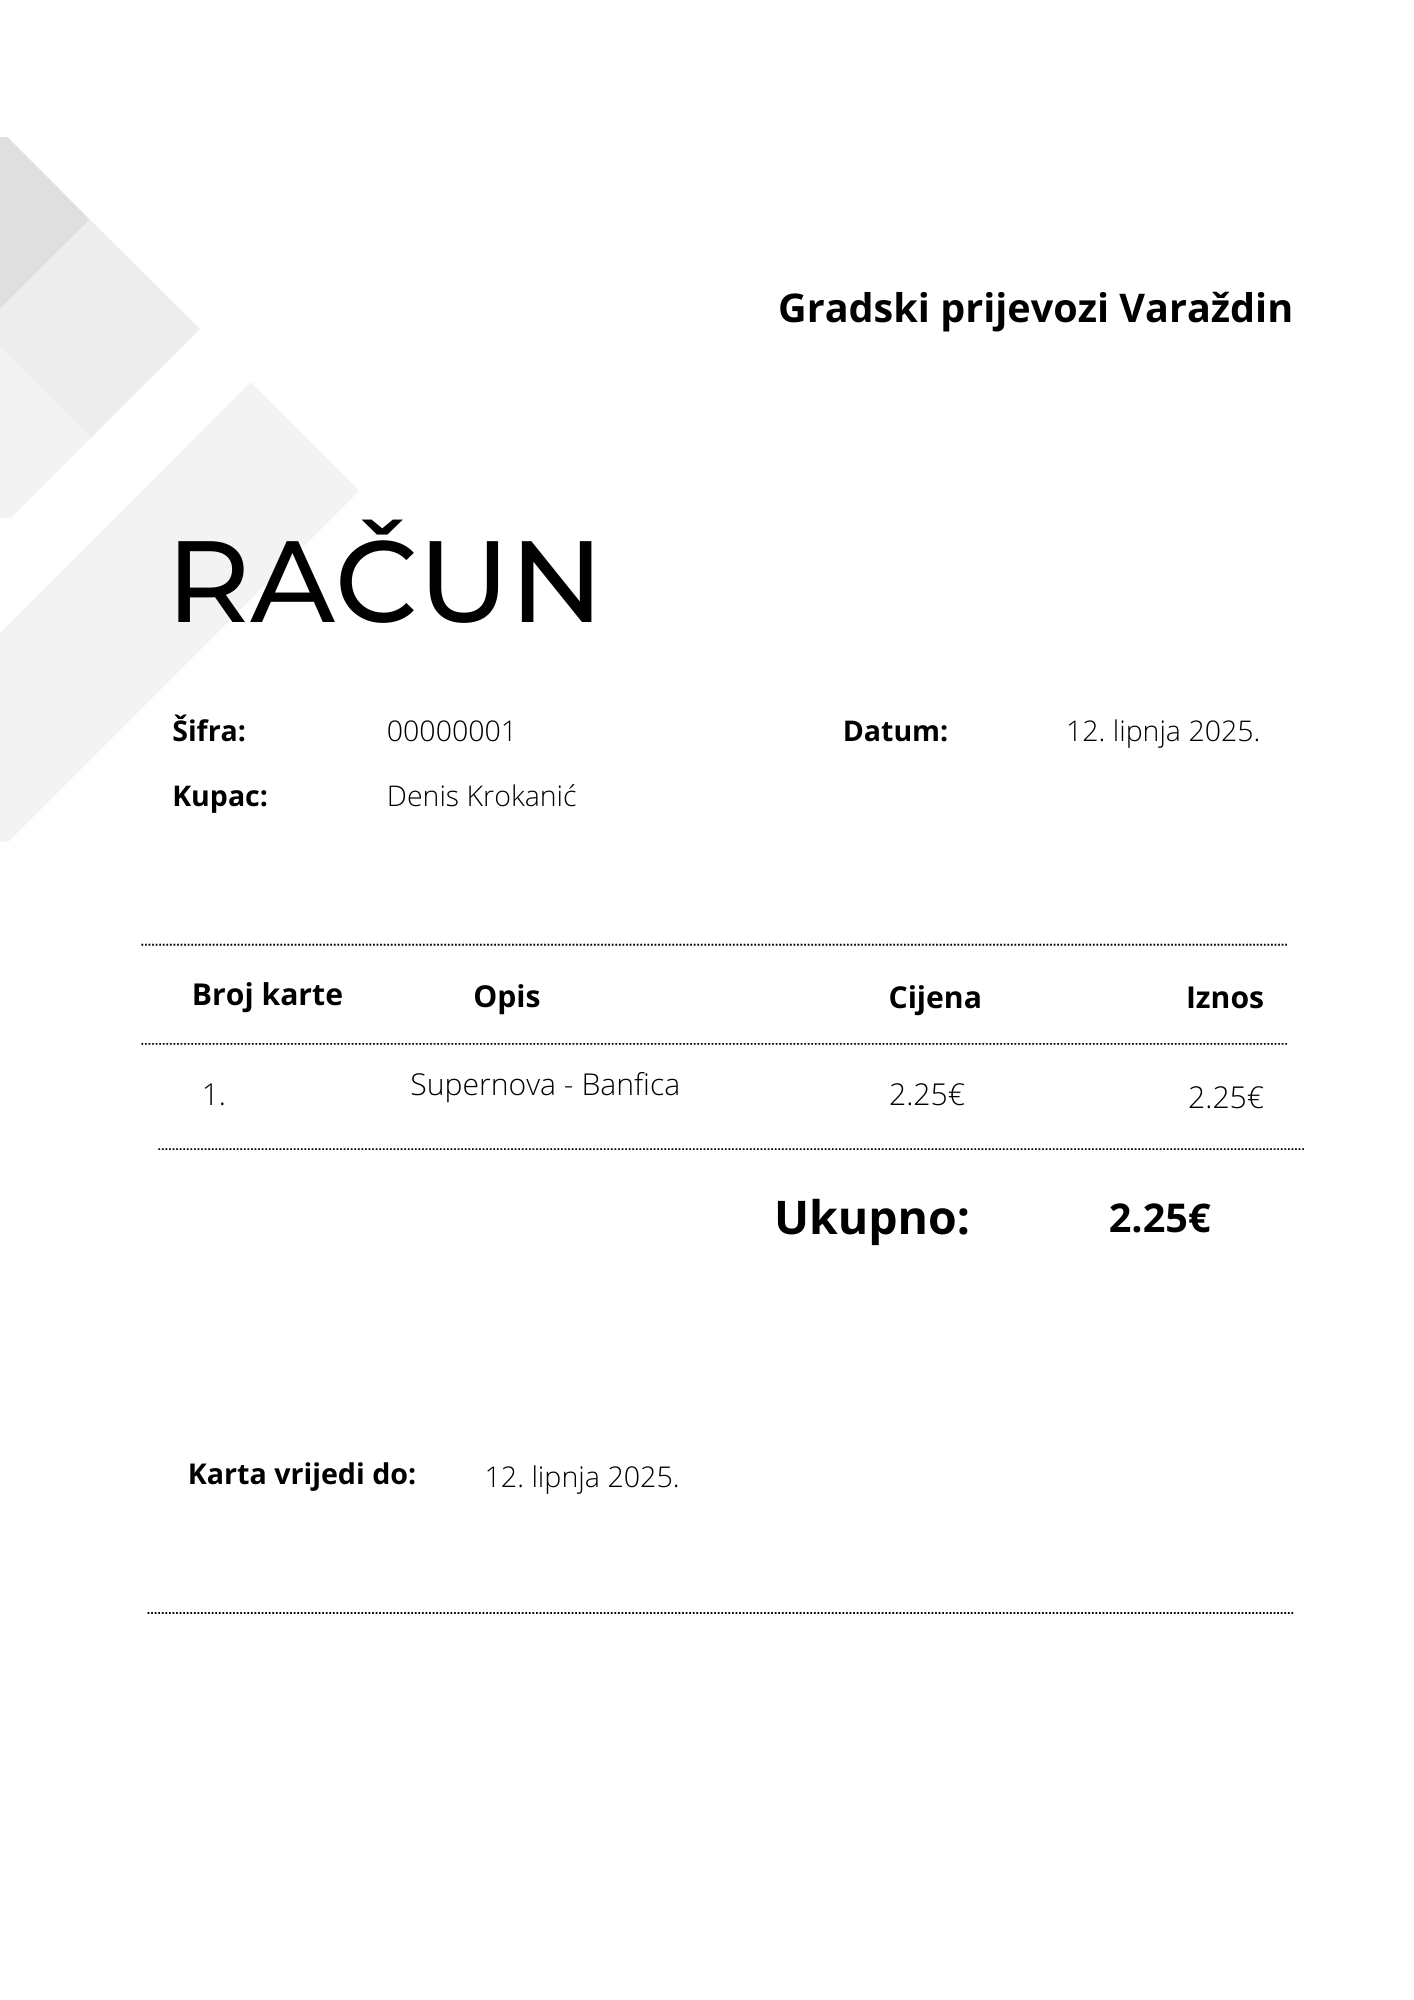 Gradski prijevozi Varaždin
RAČUN
Šifra: 00000001 Datum: 12. lipnja 2025.
Kupac: Denis Krokanić
Broj karte Opis Cijena Iznos
1. Supernova - Banfica 2.25€ 2.25€
Ukupno: 2.25€
Karta vrijedi do: 12. lipnja 2025.